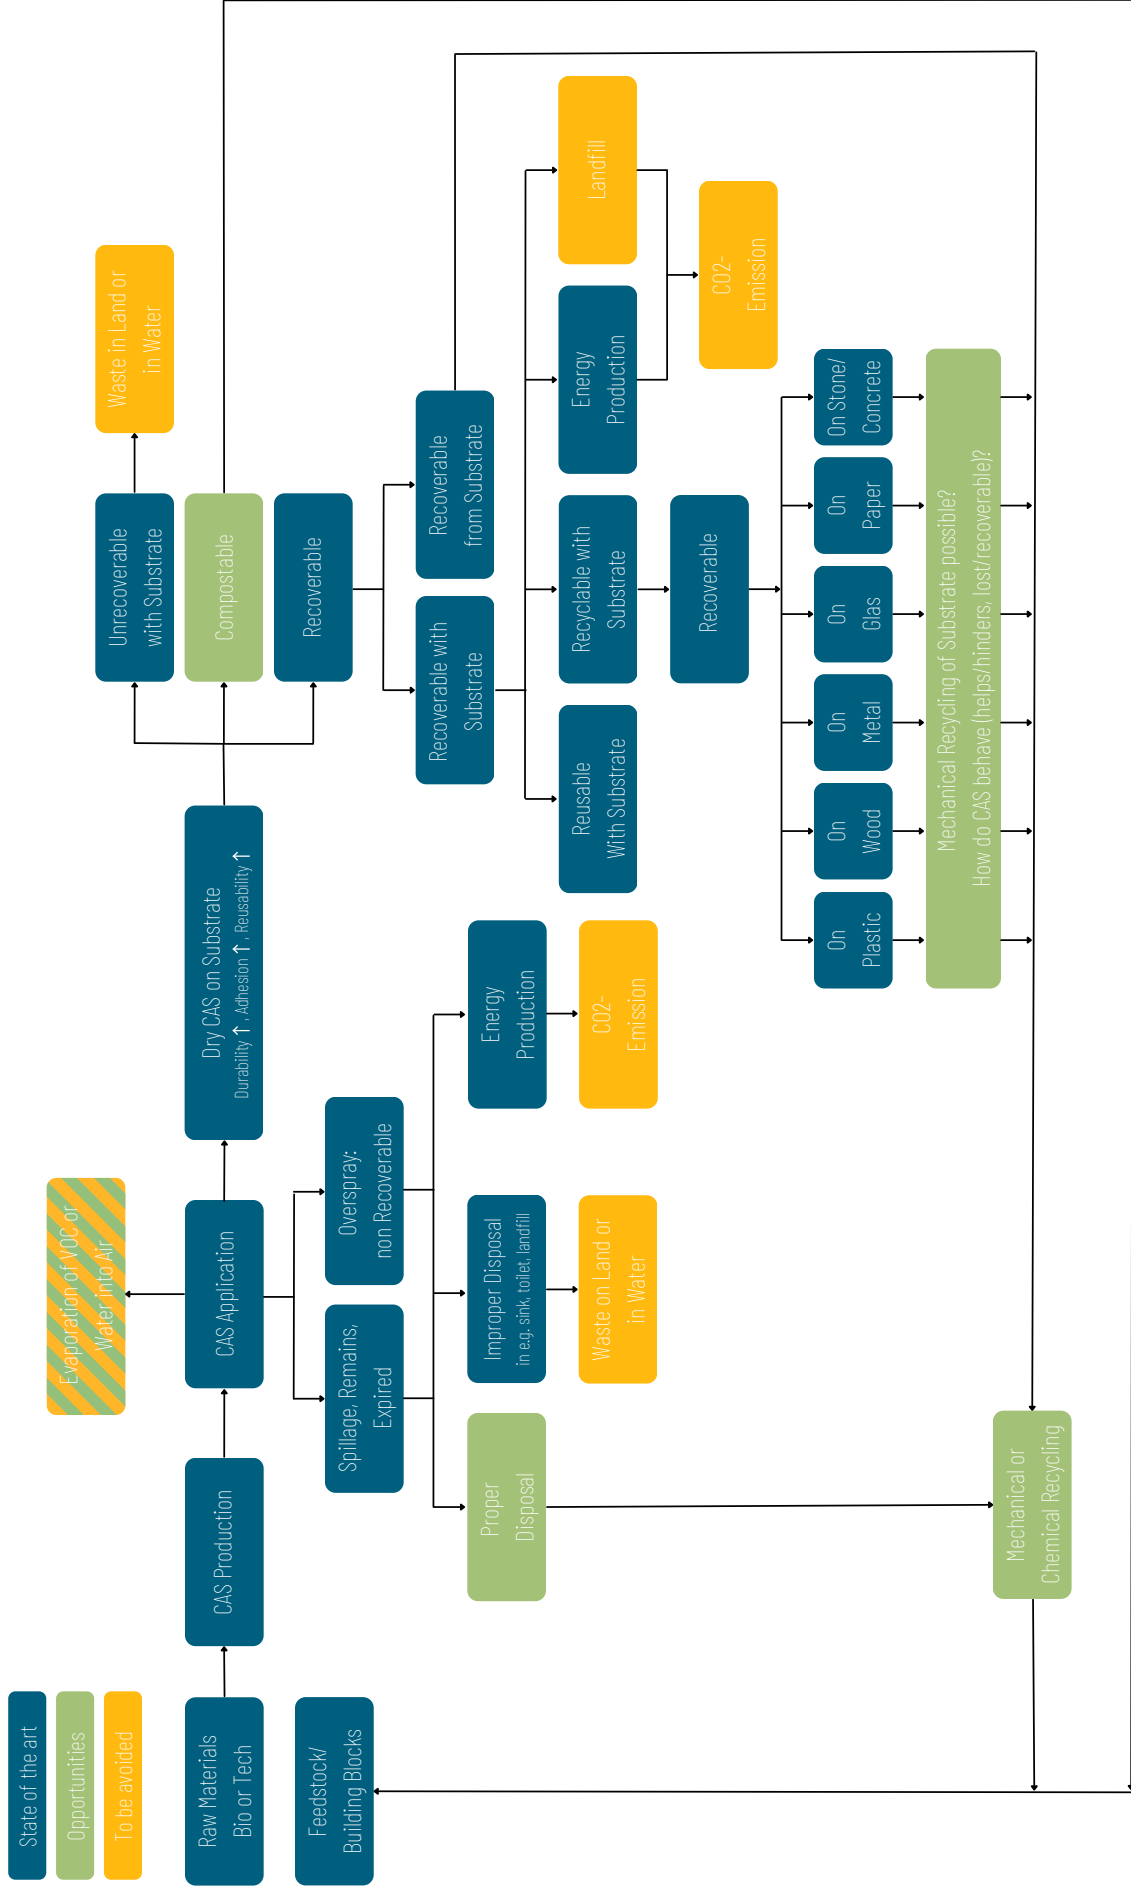 State of the art
Opportunities
To be avoided
Raw Materials
Bio or Tech
Feedstock/
Building Blocks
CAS Production
Evaporation of VOC or
Water into Air
CAS Application
Spillage, Remains,
Expired
Overspray:
non Recoverable
Proper
Disposal
Improper Disposal
in e.g. sink, toilet, landfill
Energy
Production
Waste on Land or
in Water
CO2-
Emission
Mechanical or
Chemical Recycling
Dry CAS on Substrate
Durability ↑, Adhesion ↑, Reusability ↑
Unrecoverable
with Substrate
Waste in Land or
in Water
Compostable
Recoverable
Recoverable with
Substrate
Recoverable
from Substrate
Reusable
With Substrate
Recyclable with
Substrate
Energy
Production
Landfill
CO2-
Emission
Recoverable
On
Plastic
On
Wood
On
Metal
On
Glas
On
Paper
On Stone/
Concrete
Mechanical Recycling of Substrate possible?
How do CAS behave (helps/hinders, lost/recoverable)?